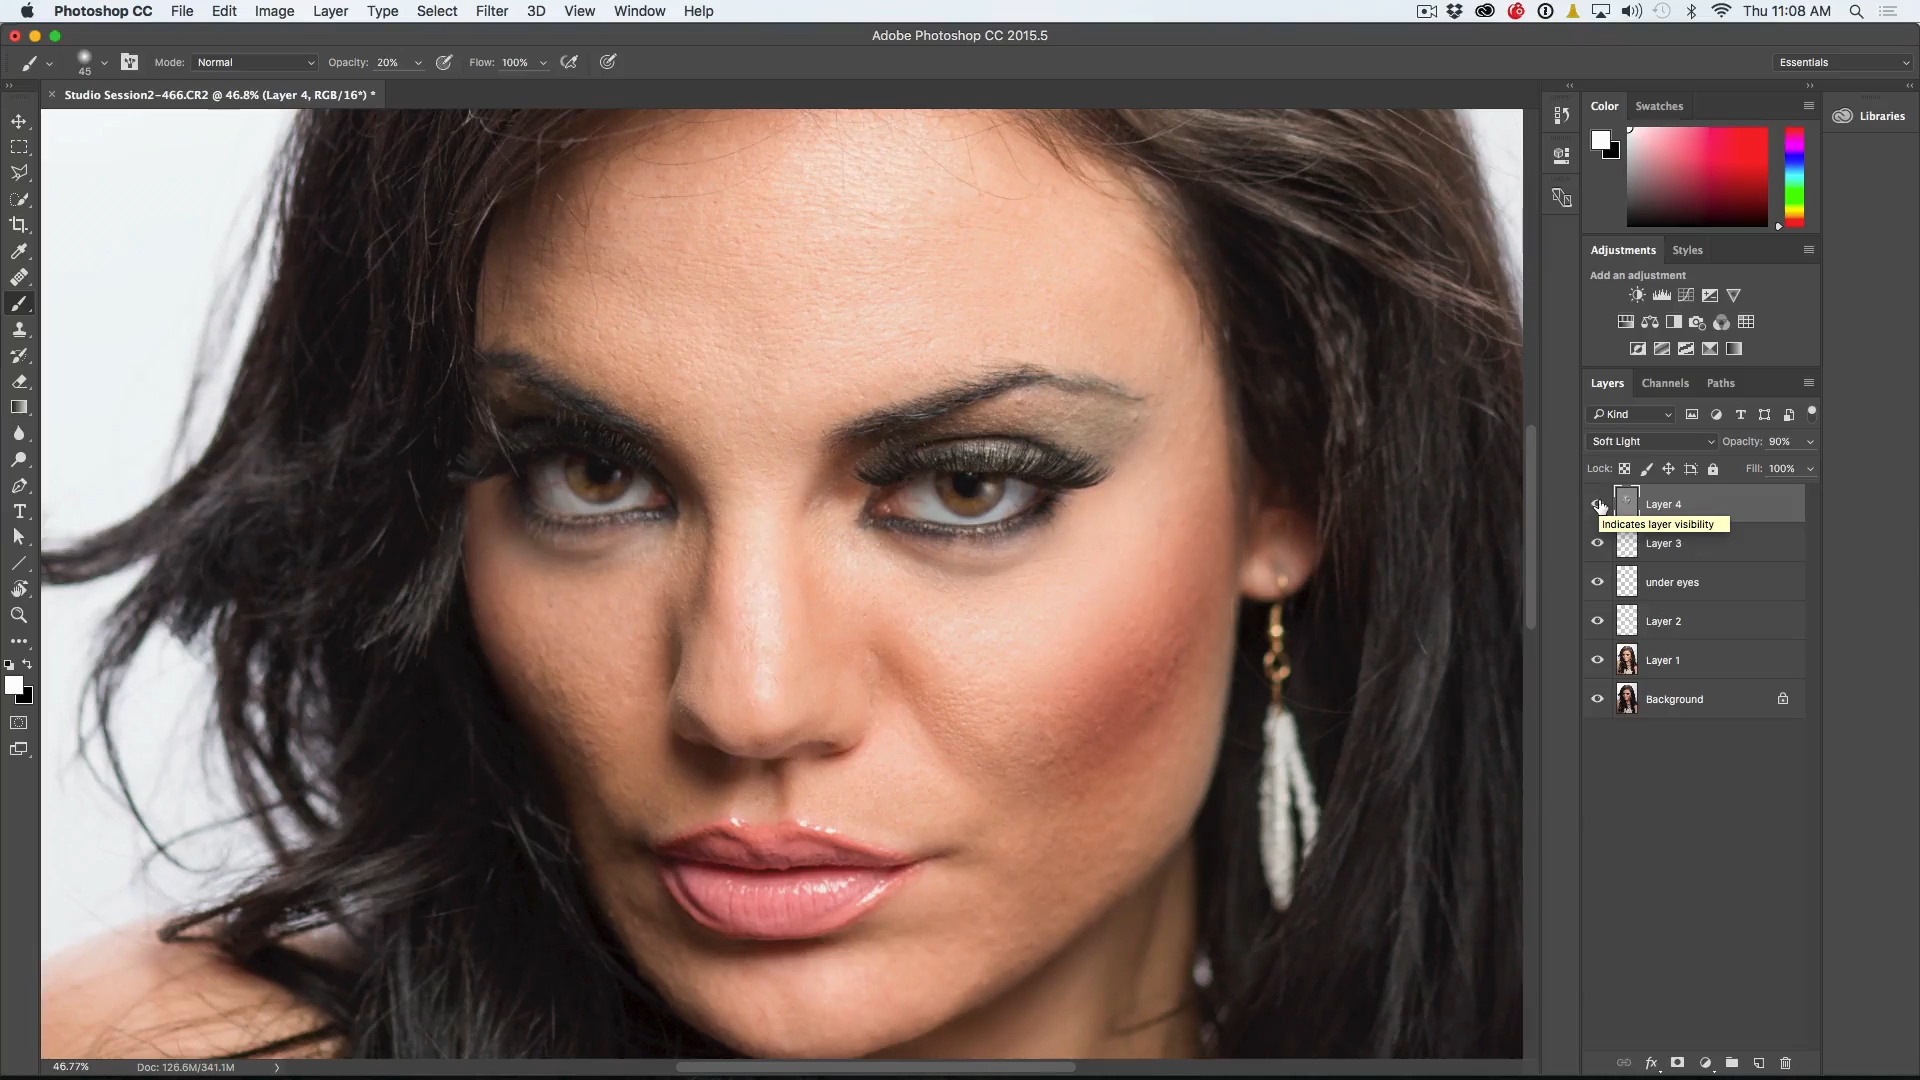 Photoshop CC File Edit Image Layer Type Select Filter 3D View Window Help Thu 11:08 AM
Adobe Photoshop CC 2015.5
45 Mode: Normal Opacity: 20% Flow: 100% Essentials
× Studio Session2-466.CR2 @ 46.8% (Layer 4, RGB/16*) *
Color Swatches
Libraries
Adjustments Styles
Add an adjustment
Layers Channels Paths
Kind
Soft Light Opacity: 90%
Lock: Fill: 100%
Layer 4
Indicates layer visibility
Layer 3
under eyes
Layer 2
Layer 1
Background
46.77% Doc: 126.6M/341.1M
fx